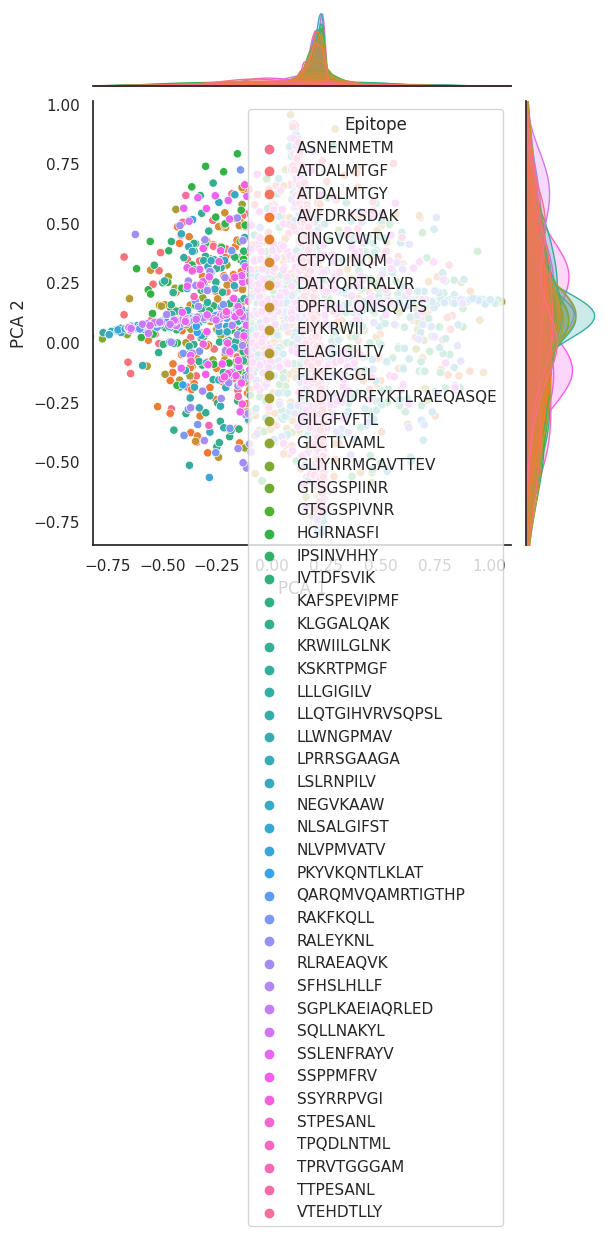 Epitope
ASNENMETM
ATDALMTGF
ATDALMTGY
AVFDRKSDAK
CINGVCWTV
CTPYDINQM
DATYQRTRALVR
DPFRLLQNSQVFS
EIYKRWII
ELAGIGILTV
FLKEKGGL
FRDYVDRFYKTLRAEQASQE
GILGFVFTL
GLCTLVAML
GLIYNRMGAVTTEV
GTSGSPIINR
GTSGSPIVNR
HGIRNASFI
IPSINVHHY
IVTDFSVIK
KAFSPEVIPMF
KLGGALQAK
KRWIILGLNK
KSKRTPMGF
LLLGIGILV
LLQTGIHVRVSQPSL
LLWNGPMAV
LPRRSGAAGA
LSLRNPILV
NEGVKAAW
NLSALGIFST
NLVPMVATV
PKYVKQNTLKLAT
QARQMVQAMRTIGTHP
RAKFKQLL
RALEYKNL
RLRAEAQVK
SFHSLHLLF
SGPLKAEIAQRLED
SQLLNAKYL
SSLENFRAYV
SSPPMFRV
SSYRRPVGI
STPESANL
TPQDLNTML
TPRVTGGGAM
TTPESANL
VTEHDTLLY
PCA 2
1.00
0.75
0.50
0.25
0.00
−0.25
−0.50
−0.75
−0.75 −0.50 −0.25 0.00 0.25 0.50 0.75 1.00
PCA 1